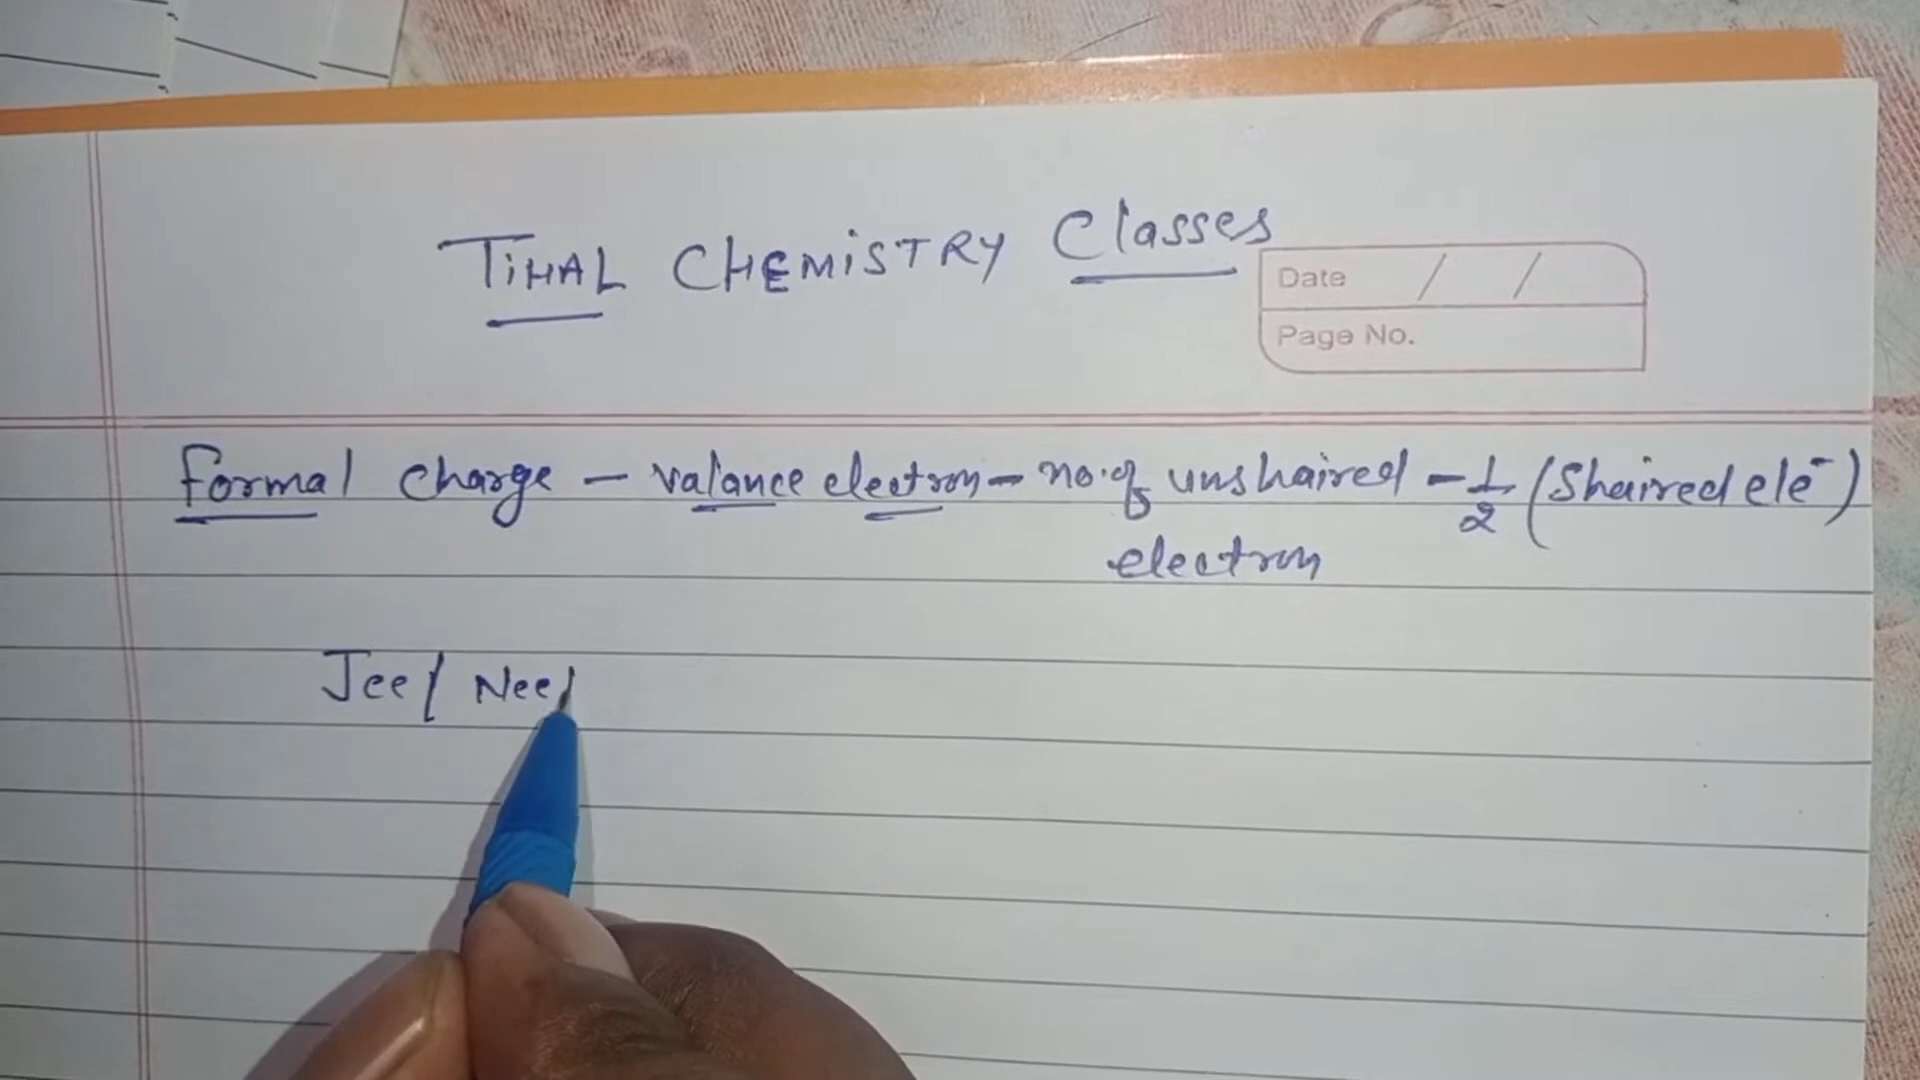 TiHAL CHEMISTRY Classes
Date / /
Page No.
Formal Charge - valance electron - no. of unshaired - 1/2 (Shaired ele⁻)
electron
Jee/ Neet